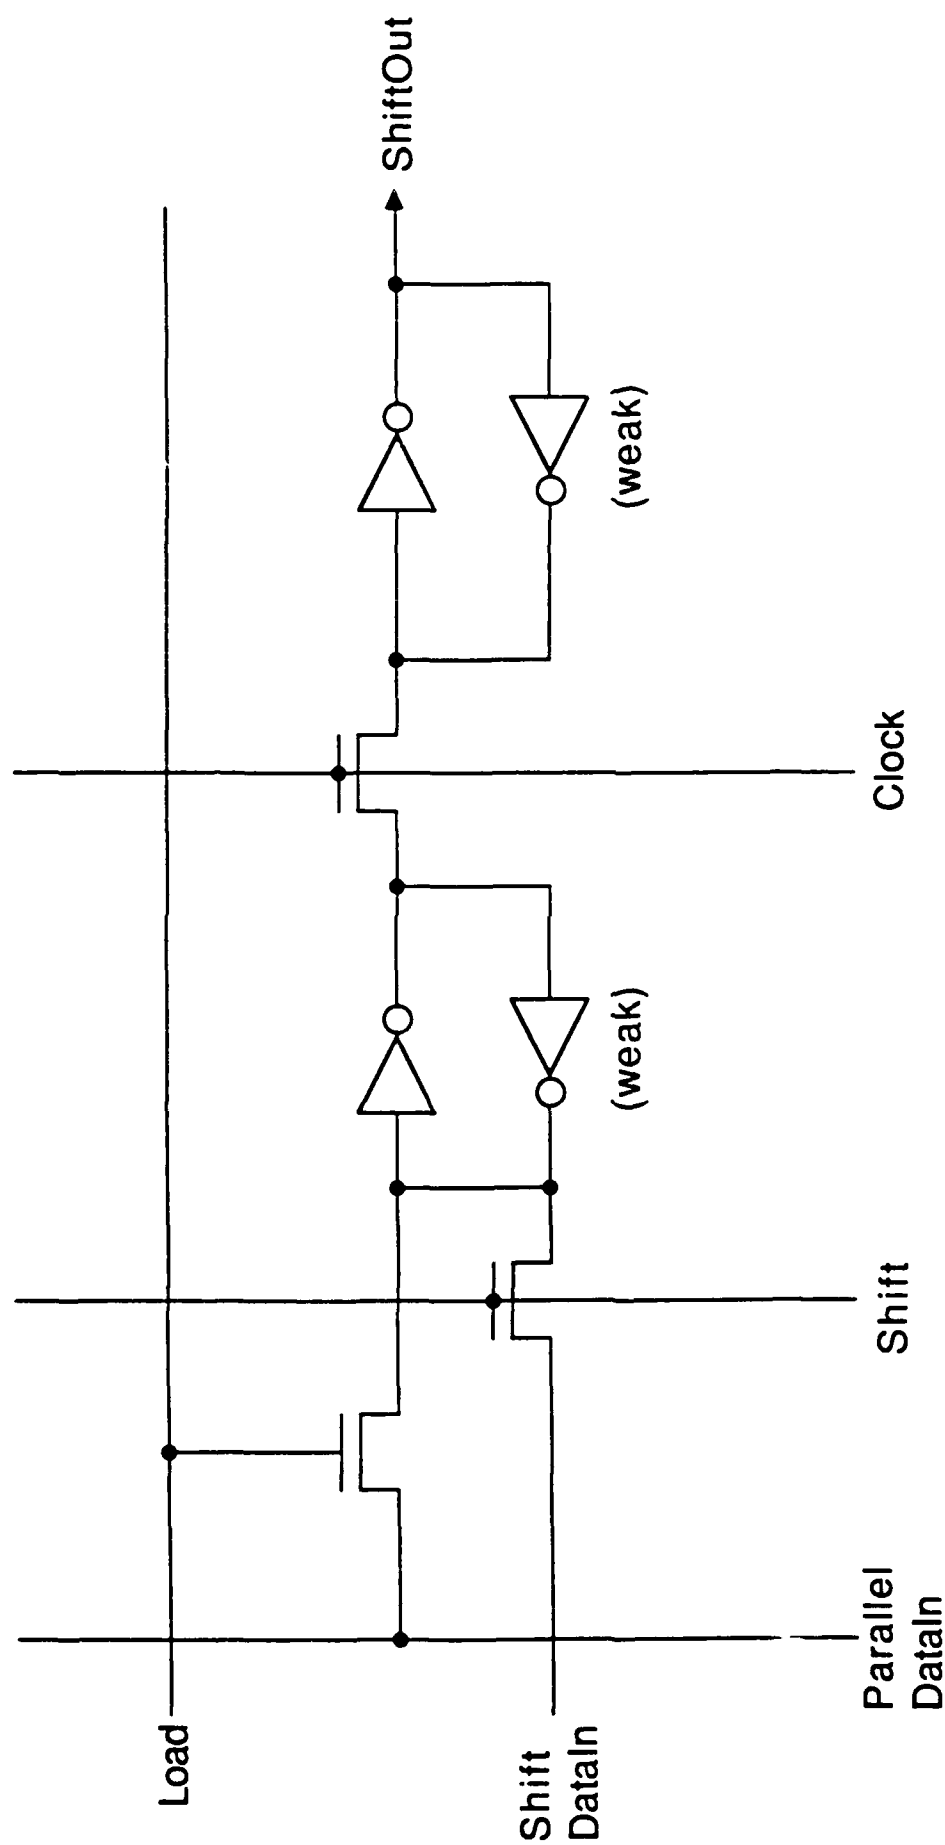 Load
ShiftOut
Shift
DataIn
(weak)
(weak)
Parallel
DataIn
Shift
Clock